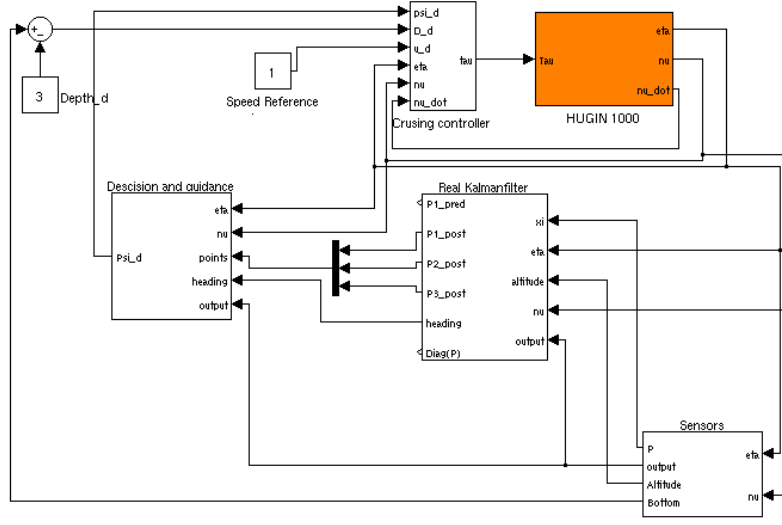 psi_d
D_d
u_d
eta
nu
nu_dot
tau
Crusing controller
Tau
eta
nu
nu_dot
HUGIN 1000
+_
3
Depth_d
1
Speed Reference
Descision and guidance
Psi_d
eta
nu
points
heading
output
Real Kalmanfilter
P1_pred
P1_post
P2_post
P3_post
heading
Diag(P)
xi
eta
altitude
nu
output
Sensors
P
output
Altitude
Bottom
eta
nu